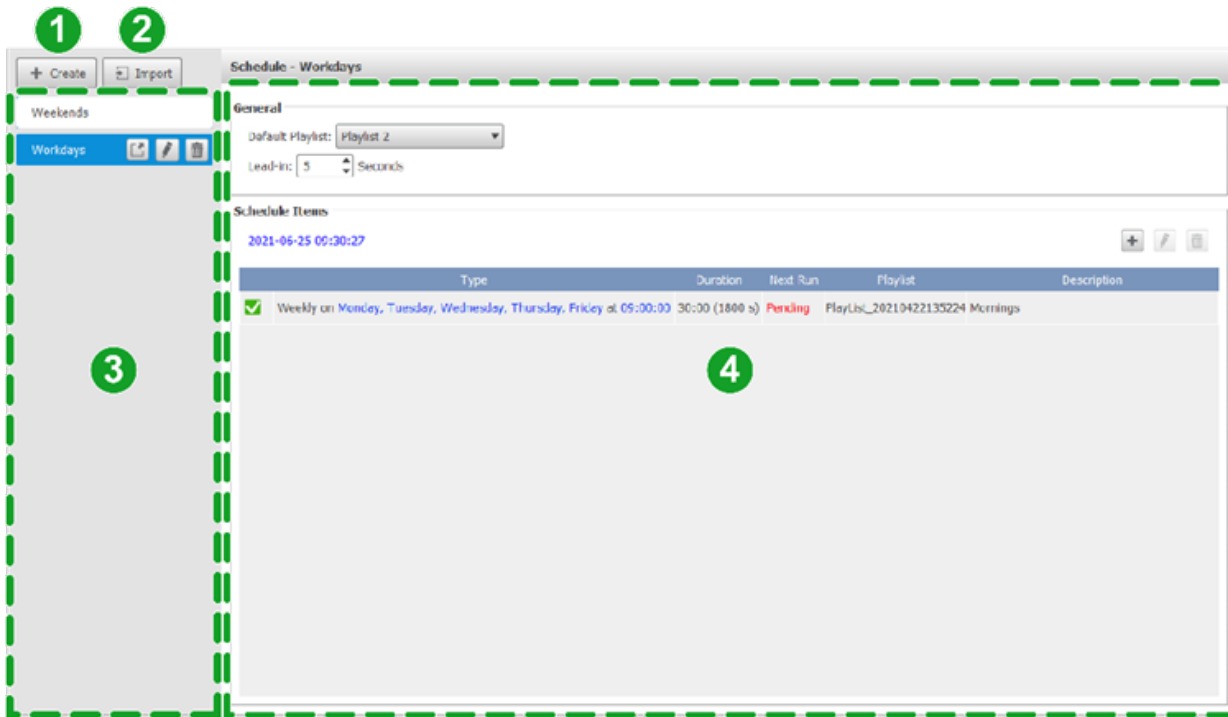 1 2
+ Create Import
Schedule - Workdays
Weekends
Workdays
General
Default Playlist: Playlist 2
Lead-in: 5 Seconds
Schedule Items
2021-06-25 09:30:27
Type Duration Next Run Playlist Description
Weekly on Monday, Tuesday, Wednesday, Thursday, Friday at 09:00:00 30:00 (1800 s) Pending PlayList_20210422135224 Mornings
3 4